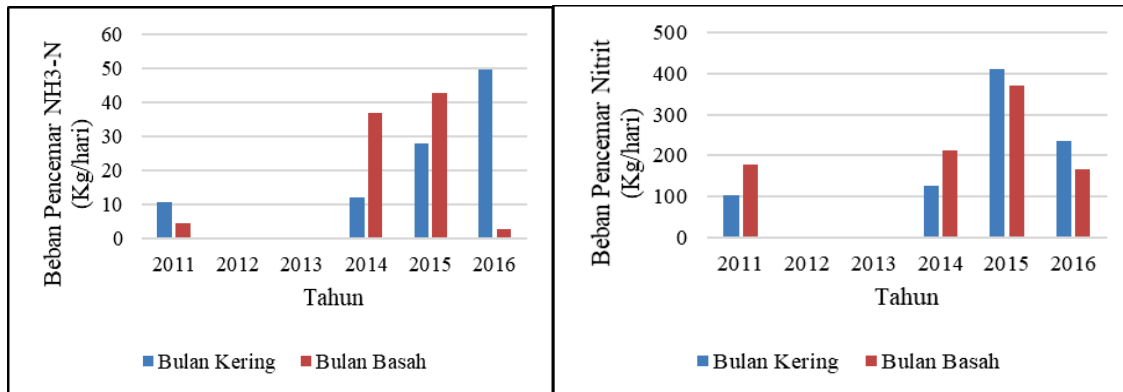 Beban Pencemar NH3-N
(Kg/hari)
60
50
40
30
20
10
0
2011 2012 2013 2014 2015 2016
Tahun
Bulan Kering Bulan Basah
Beban Pencemar Nitrit
(Kg/hari)
500
400
300
200
100
0
2011 2012 2013 2014 2015 2016
Tahun
Bulan Kering Bulan Basah